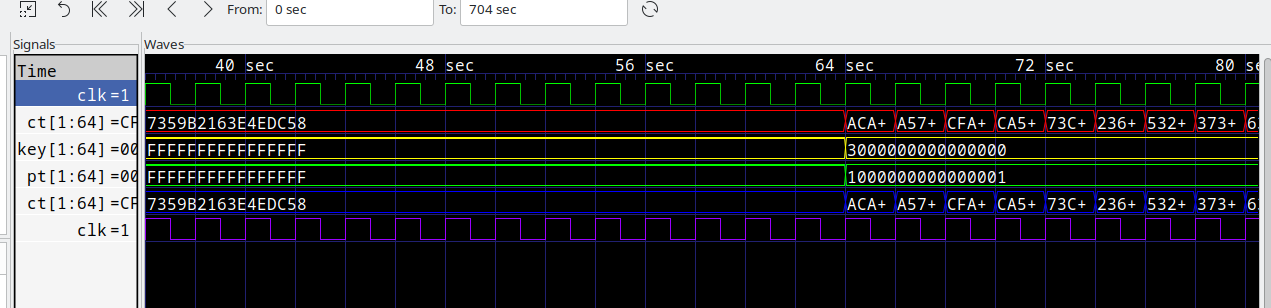 From: 0 sec To: 704 sec
Signals Waves
Time 40 sec 48 sec 56 sec 64 sec 72 sec 80 se
clk=1
ct[1:64]=CF 7359B2163E4EDC58 ACA+ A57+ CFA+ CA5+ 73C+ 236+ 532+ 373+ 6
key[1:64]=00 FFFFFFFFFFFFFFFF 3000000000000000
pt[1:64]=00 FFFFFFFFFFFFFFFF 1000000000000001
ct[1:64]=CF 7359B2163E4EDC58 ACA+ A57+ CFA+ CA5+ 73C+ 236+ 532+ 373+ 6
clk=1